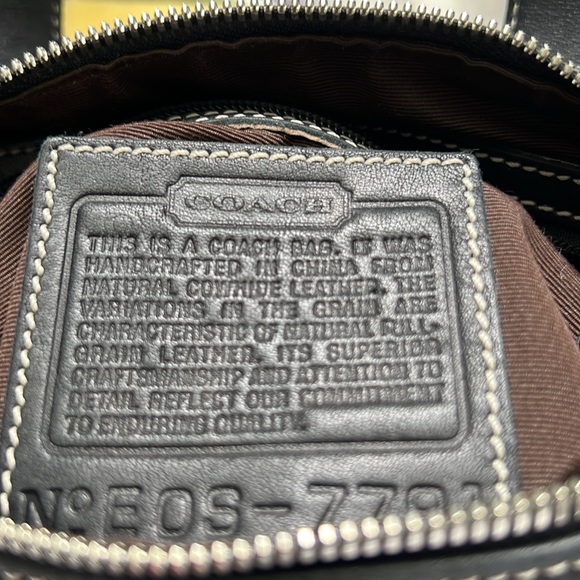 COACH
THIS IS A COACH BAG. IT WAS
HANDCRAFTED IN CHINA FROM
NATURAL COWHIDE LEATHER. THE
VARIATIONS IN THE GRAIN ARE
CHARACTERISTIC OF NATURAL FULL
GRAIN LEATHER. ITS SUPERIOR
CRAFTSMANSHIP AND ATTENTION TO
DETAIL REFLECT OUR COMMITMENT
TO ENDURING QUALITY.
Nº